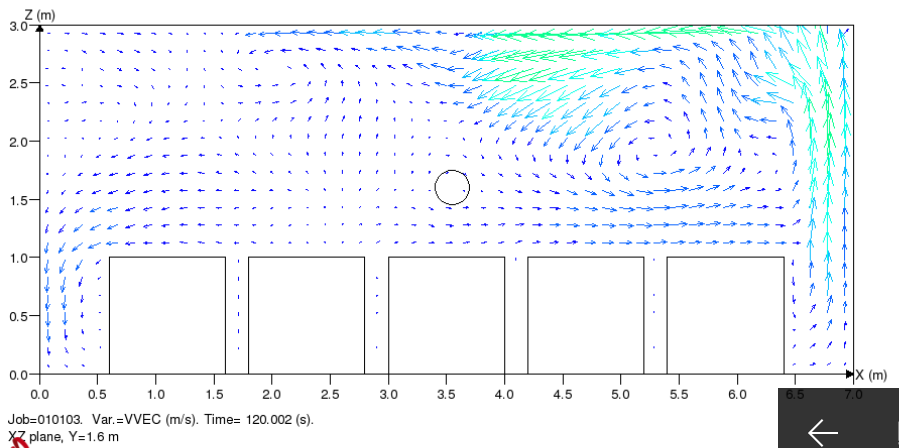 Z (m)
3.0
2.5
2.0
1.5
1.0
0.5
0.0
0.0 0.5 1.0 1.5 2.0 2.5 3.0 3.5 4.0 4.5 5.0 5.5 6.0 6.5 7.0
X (m)
Job=010103. Var.=VVEC (m/s). Time= 120.002 (s).
XZ plane, Y=1.6 m